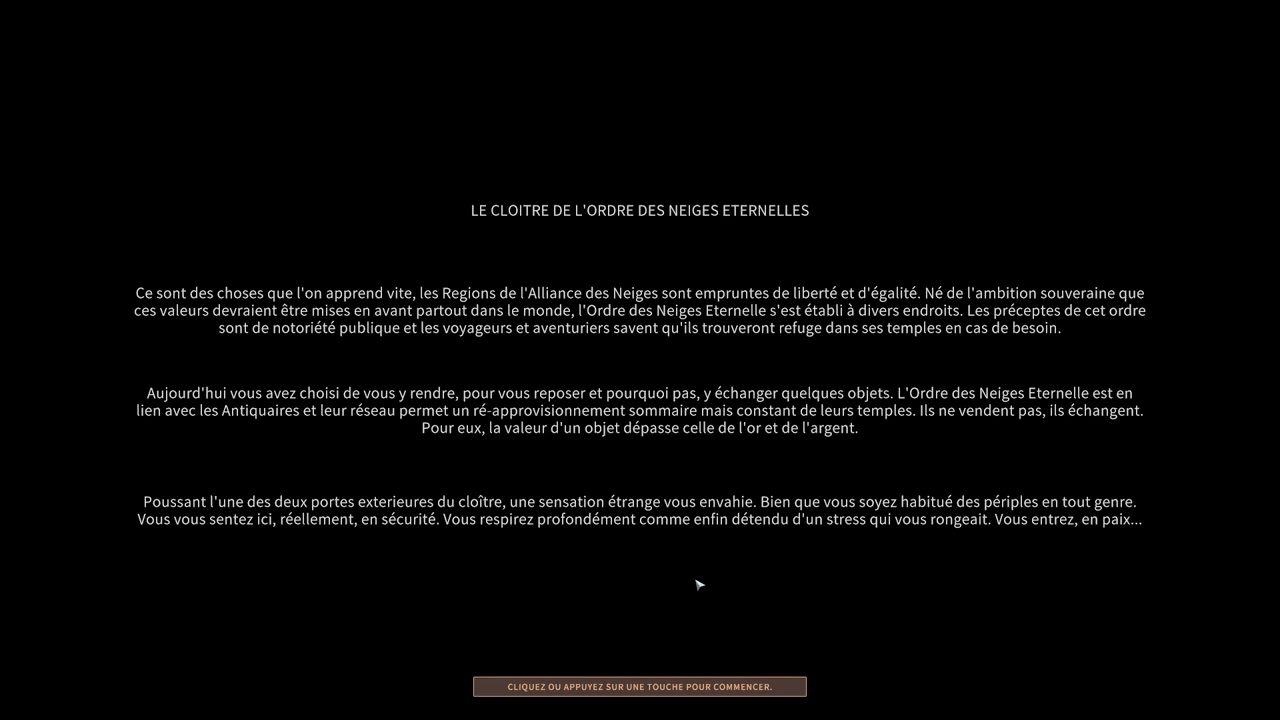 LE CLOITRE DE L'ORDRE DES NEIGES ETERNELLES
Ce sont des choses que l'on apprend vite, les Regions de l'Alliance des Neiges sont empruntes de liberté et d'égalité. Né de l'ambition souveraine que
ces valeurs devraient être mises en avant partout dans le monde, l'Ordre des Neiges Eternelle s'est établi à divers endroits. Les préceptes de cet ordre
sont de notoriété publique et les voyageurs et aventuriers savent qu'ils trouveront refuge dans ses temples en cas de besoin.
Aujourd'hui vous avez choisi de vous y rendre, pour vous reposer et pourquoi pas, y échanger quelques objets. L'Ordre des Neiges Eternelle est en
lien avec les Antiquaires et leur réseau permet un ré-approvisionnement sommaire mais constant de leurs temples. Ils ne vendent pas, ils échangent.
Pour eux, la valeur d'un objet dépasse celle de l'or et de l'argent.
Poussant l'une des deux portes exterieures du cloître, une sensation étrange vous envahie. Bien que vous soyez habitué des périples en tout genre.
Vous vous sentez ici, réellement, en sécurité. Vous respirez profondément comme enfin détendu d'un stress qui vous rongeait. Vous entrez, en paix...
CLIQUEZ OU APPUYEZ SUR UNE TOUCHE POUR COMMENCER.